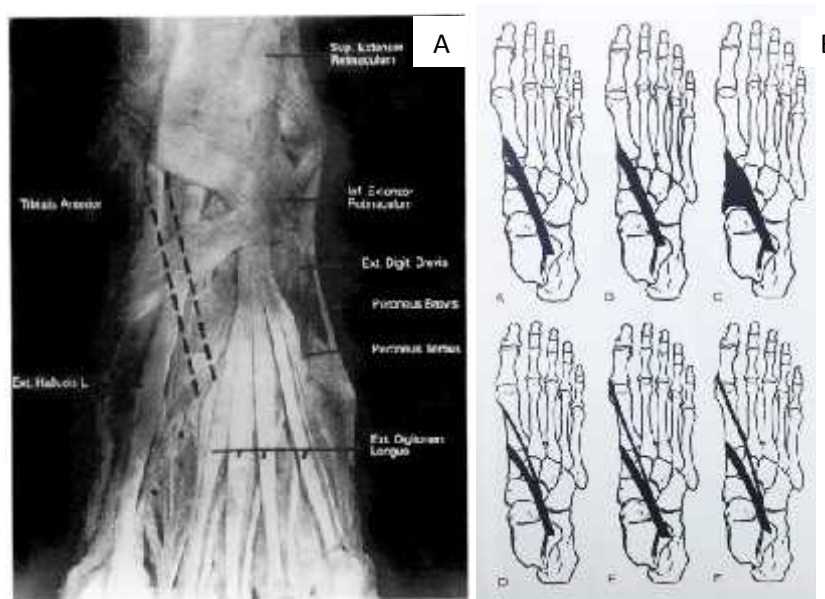 A
Sup. Extensor
Retinaculum
Tibialis Anterior
Inf. Extensor
Retinaculum
Ext. Digit. Brevis
Peroneus Brevis
Peroneus Tertius
Ext. Hallucis L.
Ext. Digitorum
Longus
B
A
B
C
D
E
F